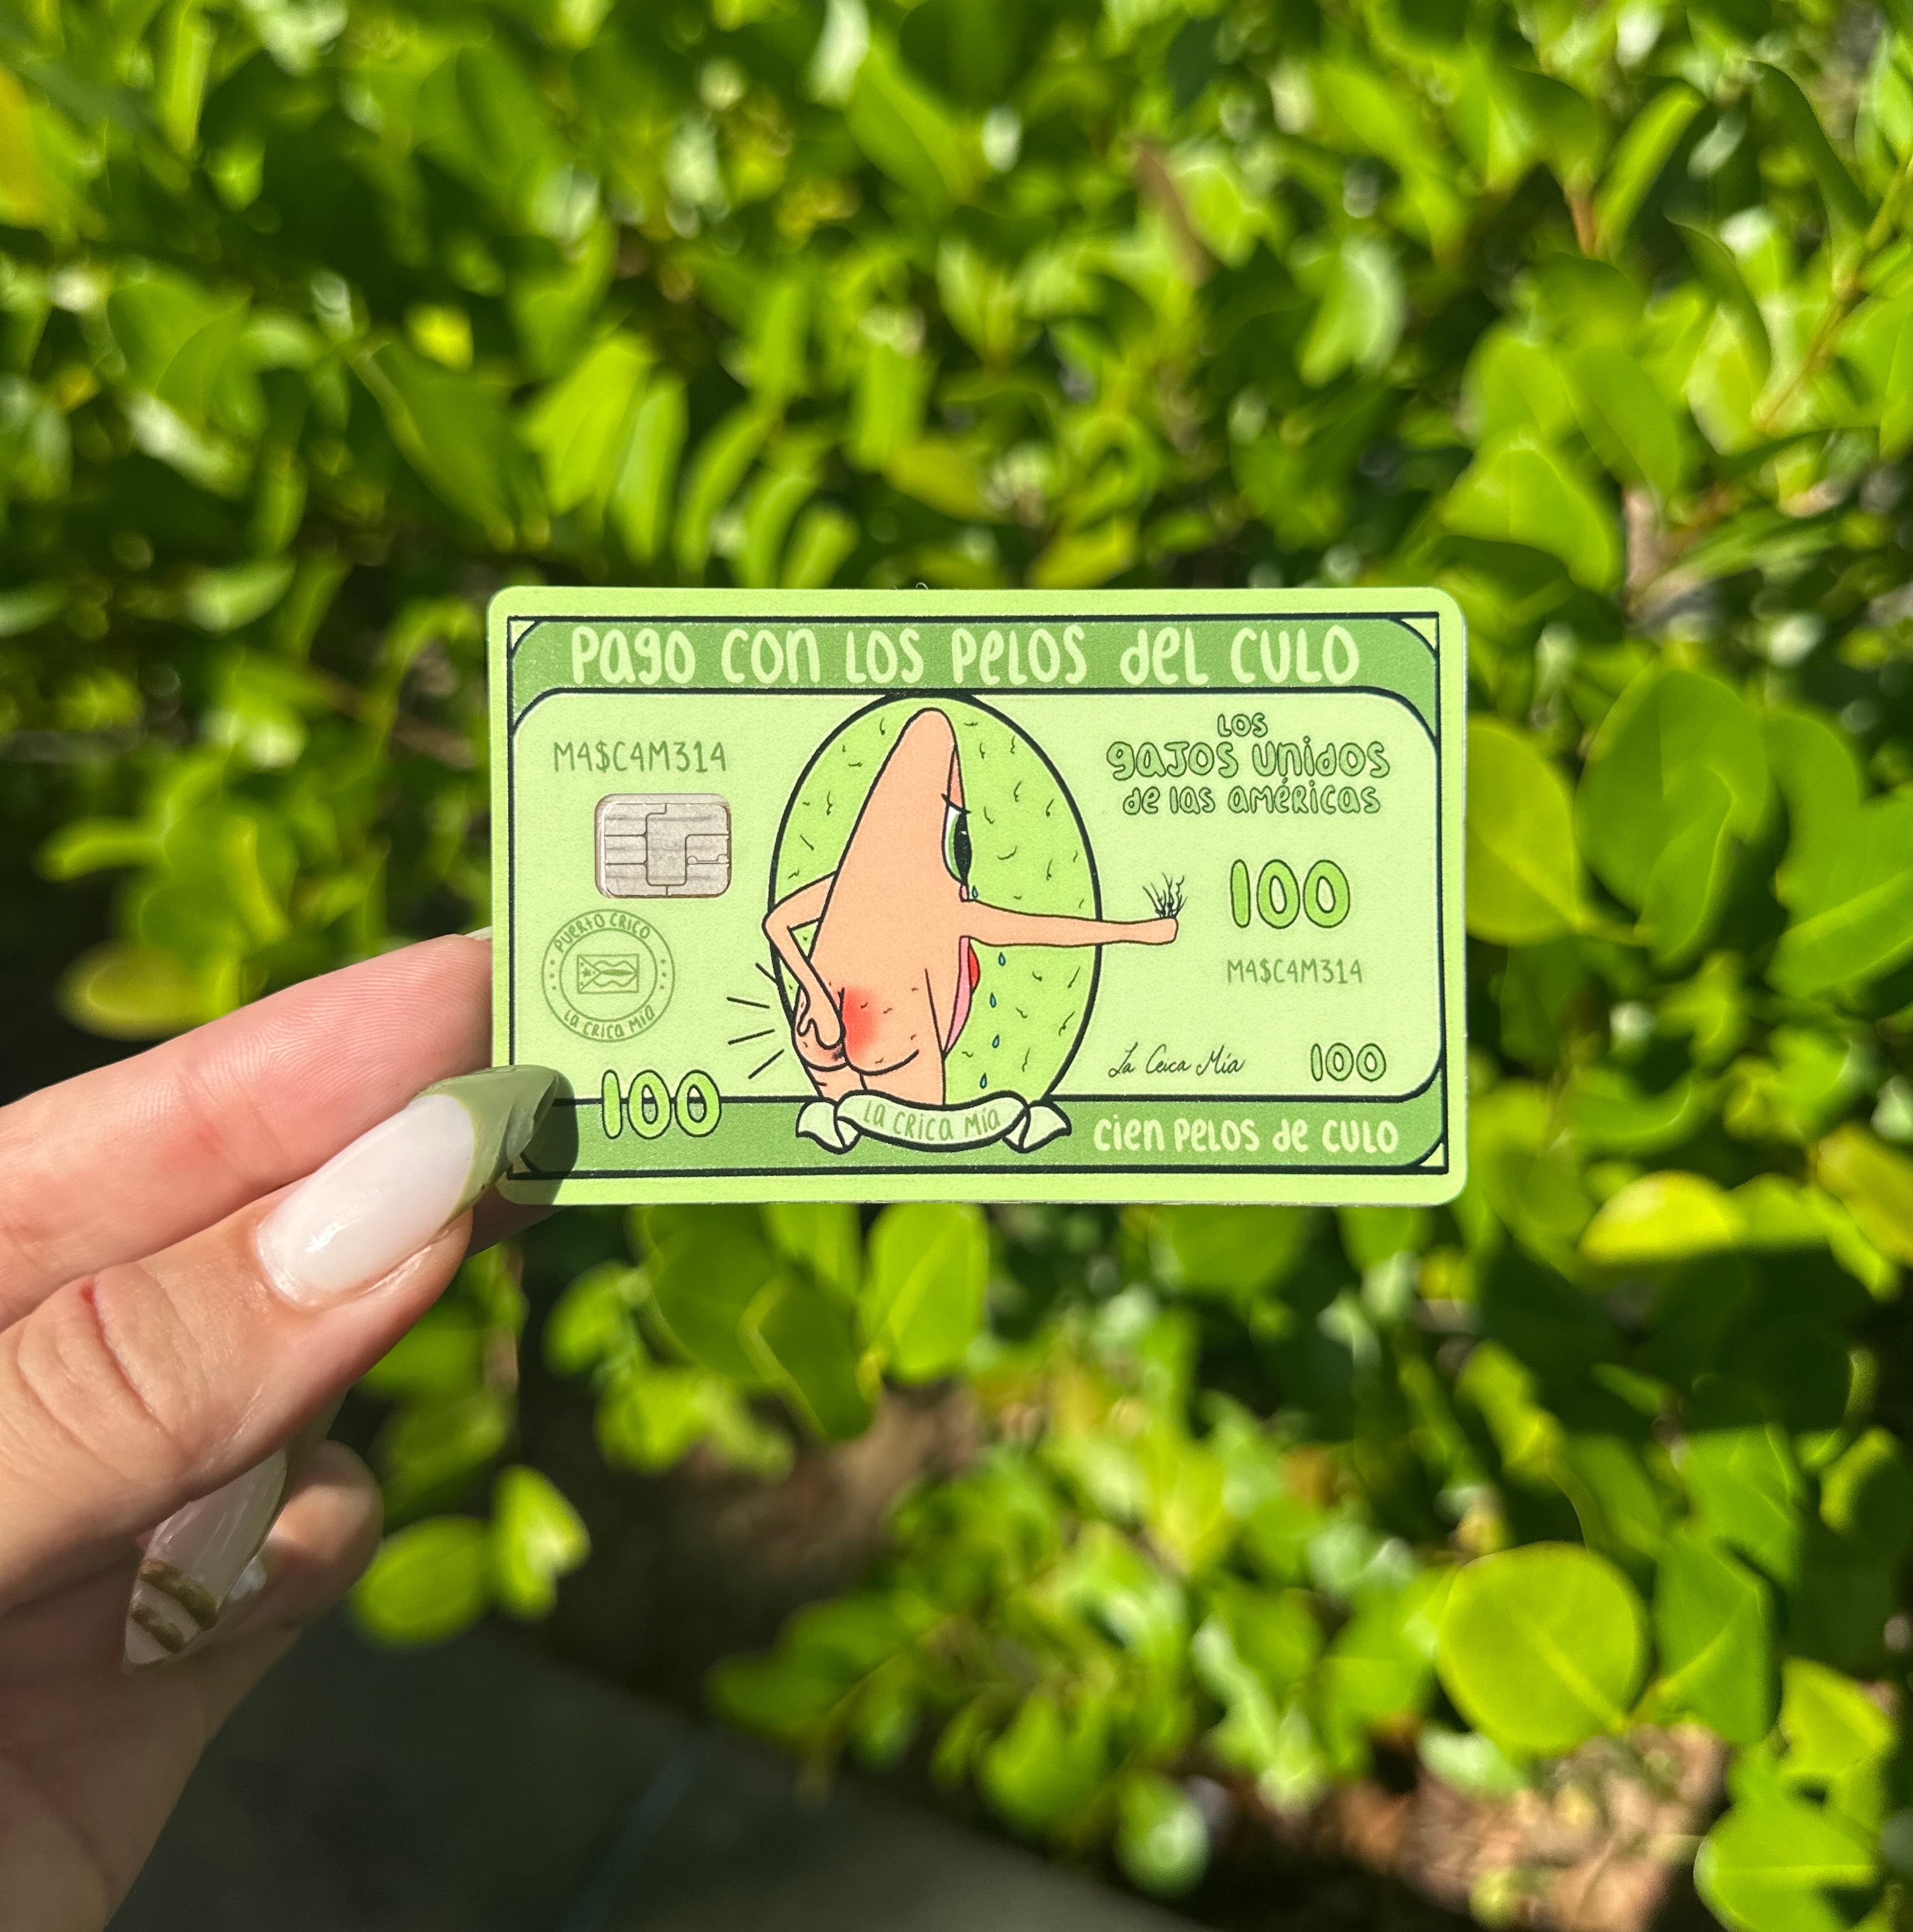 Pago con los pelos del culo
M4$C4M314
Los
gajos unidos
de las américas
100
M4$C4M314
PUERTO CRICO
La Crica Mía
La Crica Mía
100
100
La Crica Mía
cien pelos de culo